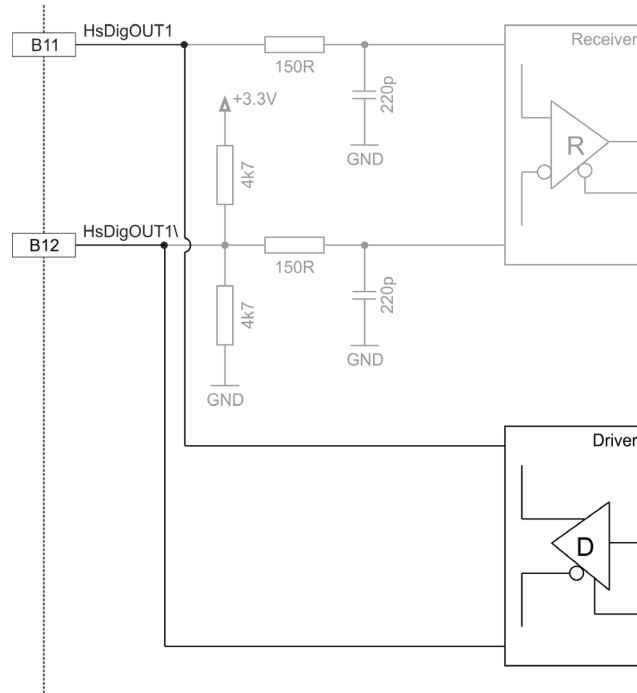 HsDigOUT1
B11
150R
220p
GND
Receiver
R
+3.3V
4k7
HsDigOUT1\
B12
150R
220p
GND
4k7
GND
Driver
D